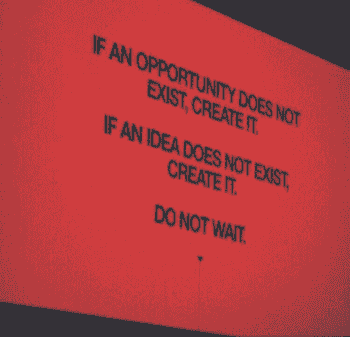 IF AN OPPORTUNITY DOES NOT
EXIST, CREATE IT.
IF AN IDEA DOES NOT EXIST,
CREATE IT.
DO NOT WAIT.